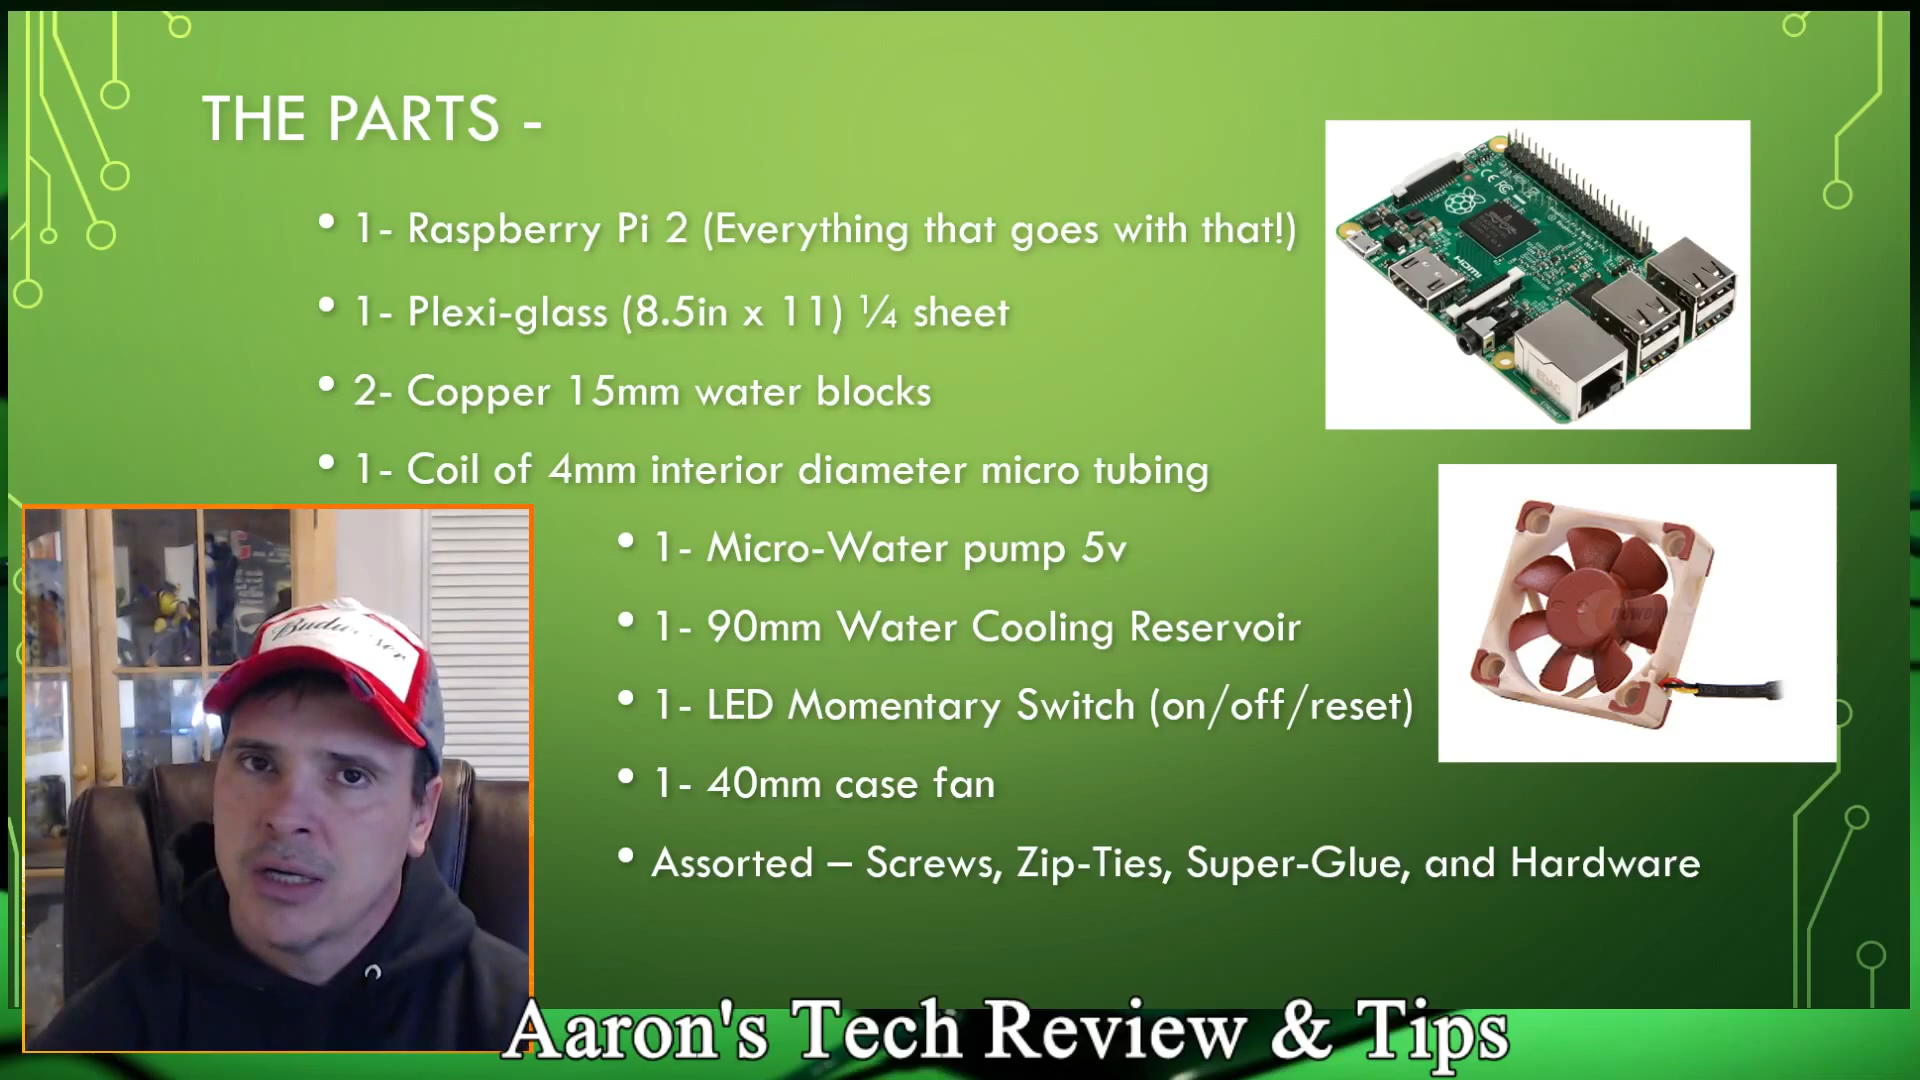 THE PARTS -
• 1- Raspberry Pi 2 (Everything that goes with that!)
• 1- Plexi-glass (8.5in x 11) ¼ sheet
• 2- Copper 15mm water blocks
• 1- Coil of 4mm interior diameter micro tubing
• 1- Micro-Water pump 5v
• 1- 90mm Water Cooling Reservoir
• 1- LED Momentary Switch (on/off/reset)
• 1- 40mm case fan
• Assorted – Screws, Zip-Ties, Super-Glue, and Hardware
HDMI
Budweiser
Aaron's Tech Review & Tips